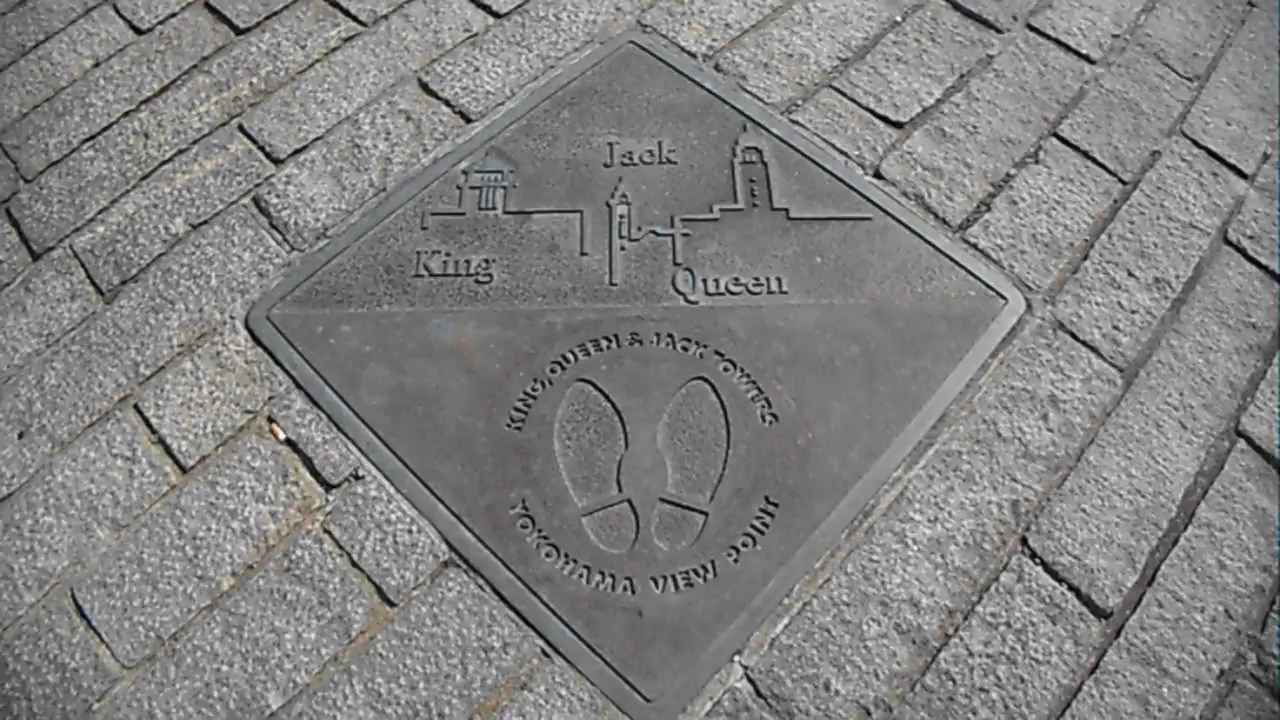 Jack
King
Queen
KING, QUEEN & JACK TOWERS
YOKOHAMA VIEW POINT